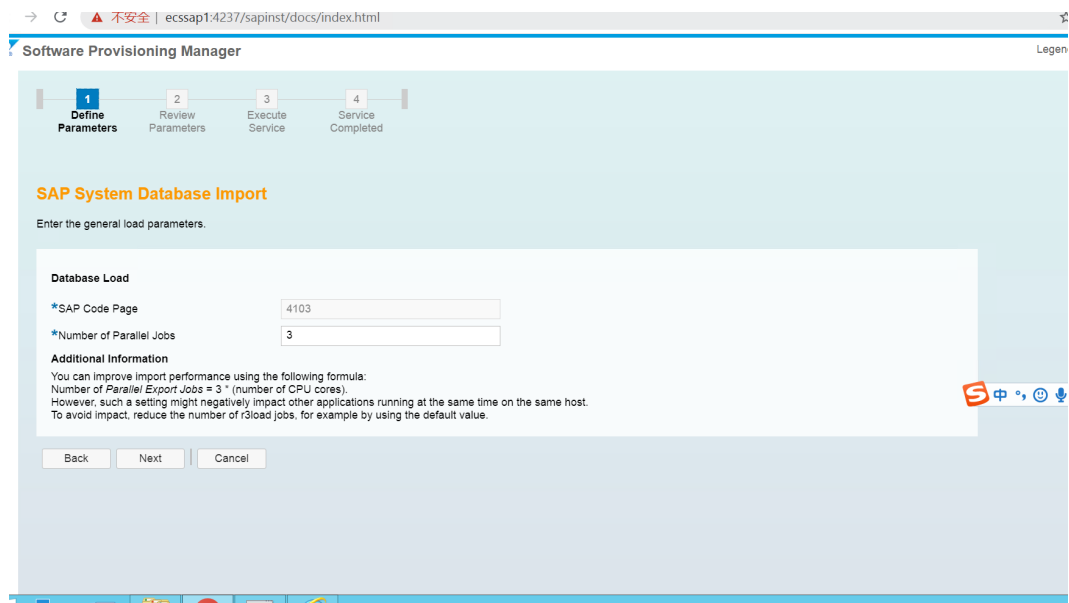 不安全 | ecssap1:4237/sapinst/docs/index.html
Software Provisioning Manager
1 2 3 4
Define Parameters
Review Parameters
Execute Service
Service Completed
SAP System Database Import
Enter the general load parameters.
Database Load
*SAP Code Page 4103
*Number of Parallel Jobs 3
Additional Information
You can improve import performance using the following formula:
Number of Parallel Export Jobs = 3 * (number of CPU cores).
However, such a setting might negatively impact other applications running at the same time on the same host.
To avoid impact, reduce the number of r3load jobs, for example by using the default value.
Back Next Cancel
S 中